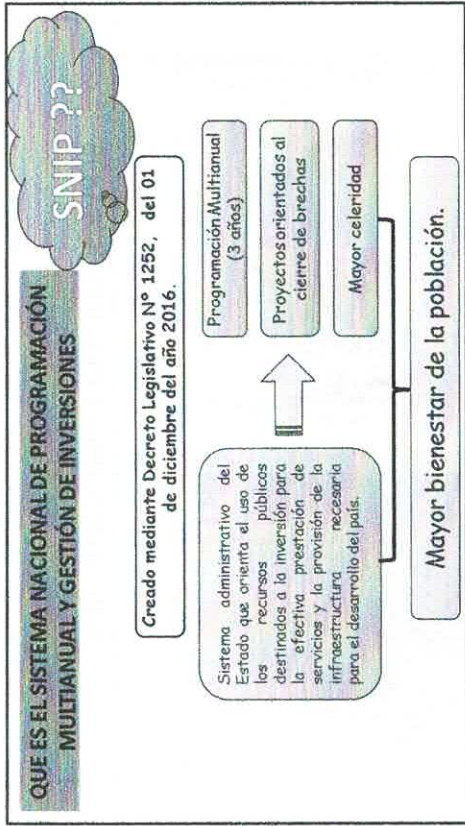 QUE ES EL SISTEMA NACIONAL DE PROGRAMACIÓN
MULTIANUAL Y GESTIÓN DE INVERSIONES
SNIP ??
Creado mediante Decreto Legislativo Nº 1252, del 01
de diciembre del año 2016.
Sistema administrativo del
Estado que orienta el uso de
los recursos públicos
destinados a la inversión para
la efectiva prestación de
servicios y la provisión de la
infraestructura necesaria
para el desarrollo del país.
Programación Multianual
(3 años)
Proyectos orientados al
cierre de brechas
Mayor celeridad
Mayor bienestar de la población.